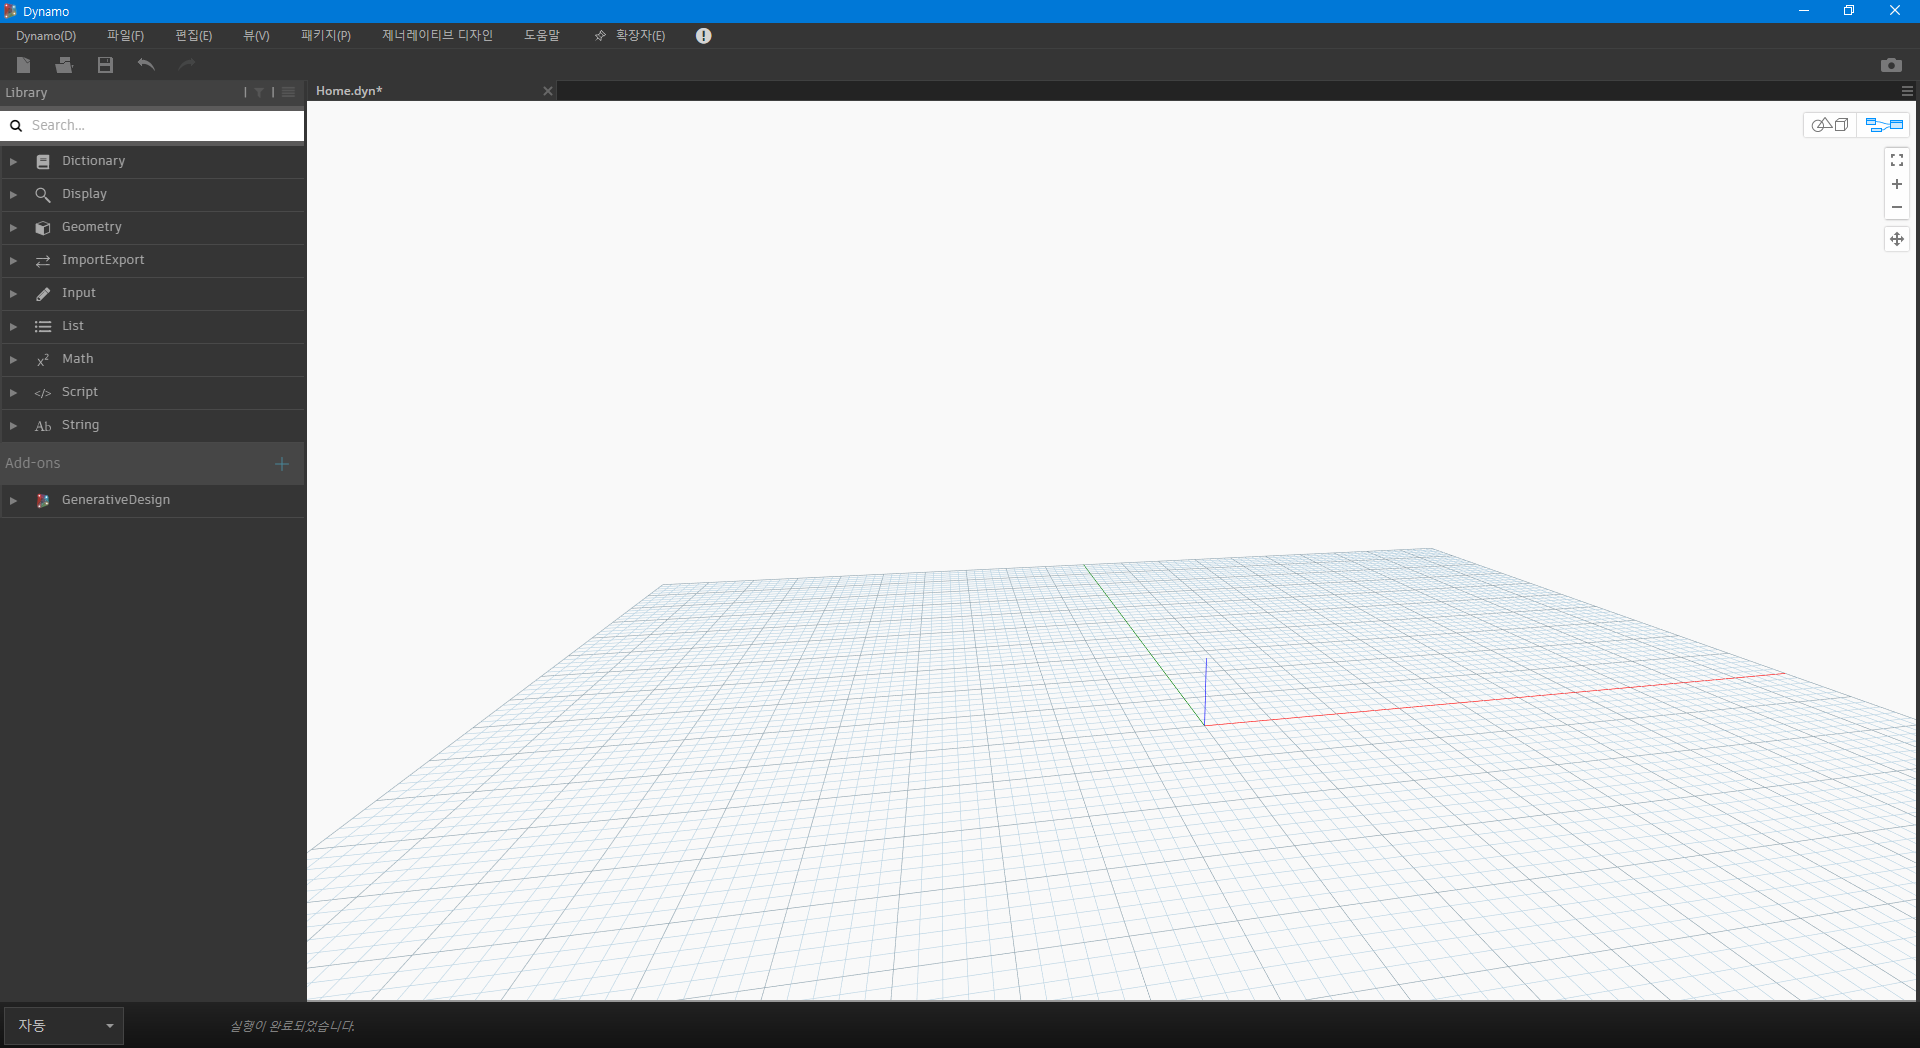 Dynamo
Dynamo(D) 파일(F) 편집(E) 뷰(V) 패키지(P) 제너레이티브 디자인 도움말 확장자(E)
Library
Home.dyn*
Search...
Dictionary
Display
Geometry
ImportExport
Input
List
Math
Script
String
Add-ons
GenerativeDesign
자동
실행이 완료되었습니다.